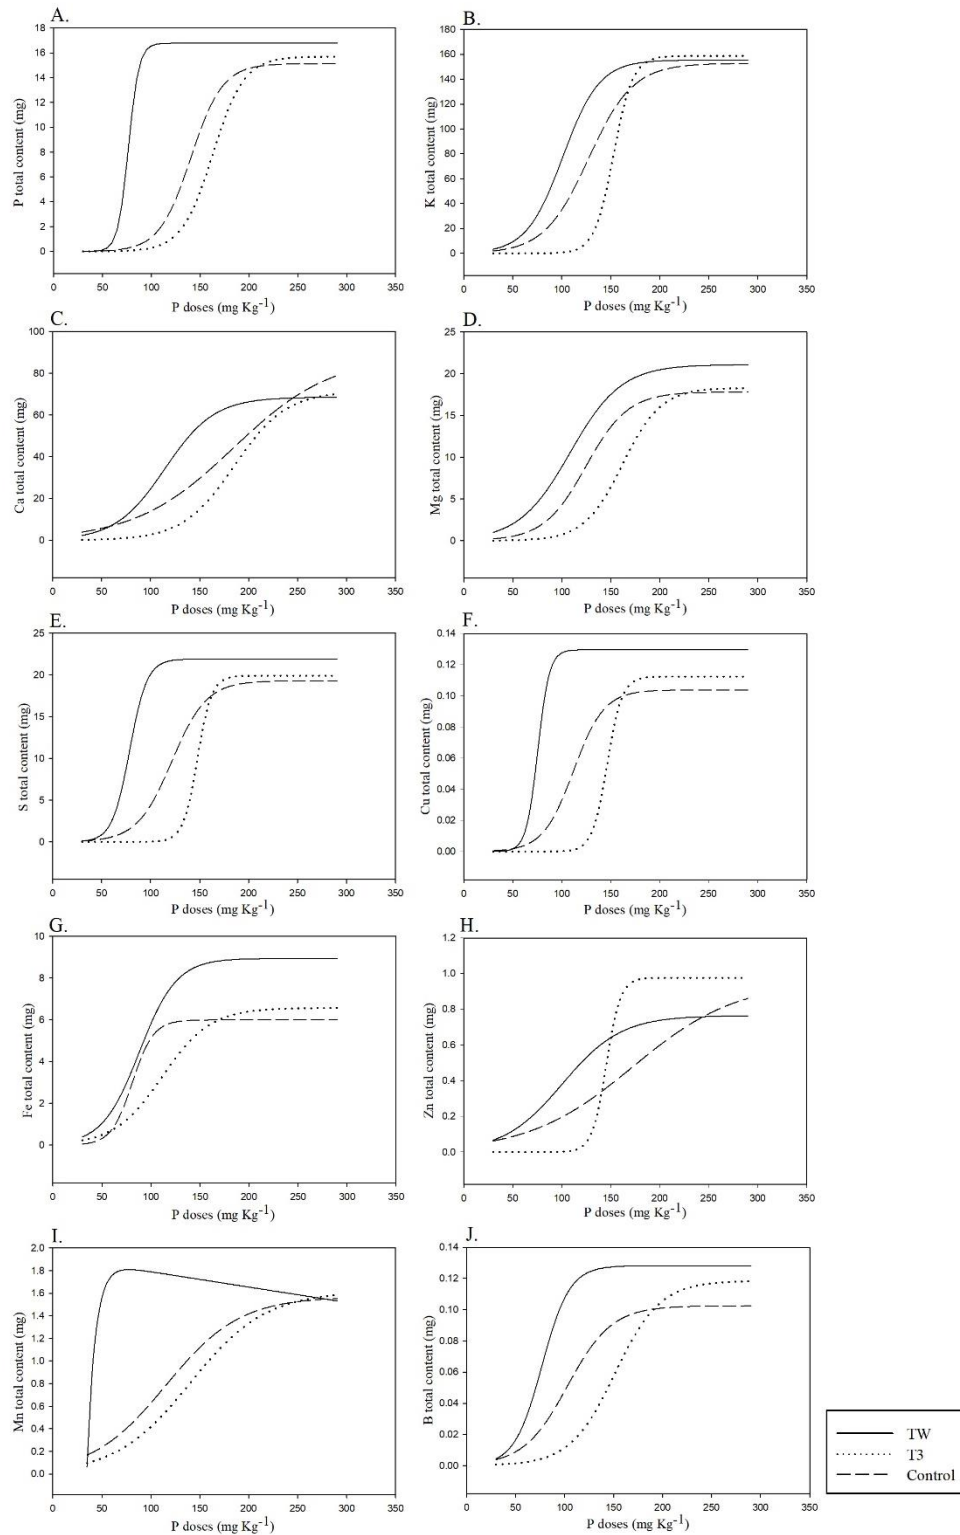 A.
18
16
14
12
10
8
6
4
2
0
P total content (mg)
0 50 100 150 200 250 300 350
P doses (mg Kg-1)
B.
180
160
140
120
100
80
60
40
20
0
K total content (mg)
0 50 100 150 200 250 300 350
P doses (mg Kg-1)
C.
100
80
60
40
20
0
Ca total content (mg)
0 50 100 150 200 250 300 350
P doses (mg Kg-1)
D.
25
20
15
10
5
0
Mg total content (mg)
0 50 100 150 200 250 300 350
P doses (mg Kg-1)
E.
25
20
15
10
5
0
S total content (mg)
0 50 100 150 200 250 300 350
P doses (mg Kg-1)
F.
0.14
0.12
0.10
0.08
0.06
0.04
0.02
0.00
Cu total content (mg)
0 50 100 150 200 250 300 350
P doses (mg Kg-1)
G.
10
8
6
4
2
0
Fe total content (mg)
0 50 100 150 200 250 300 350
P doses (mg Kg-1)
H.
1.2
1.0
0.8
0.6
0.4
0.2
0.0
Zn total content (mg)
0 50 100 150 200 250 300 350
P doses (mg Kg-1)
I.
2.0
1.8
1.6
1.4
1.2
1.0
0.8
0.6
0.4
0.2
0.0
Mn total content (mg)
0 50 100 150 200 250 300 350
P doses (mg Kg-1)
J.
0.14
0.12
0.10
0.08
0.06
0.04
0.02
0.00
B total content (mg)
0 50 100 150 200 250 300 350
P doses (mg Kg-1)
TW
T3
Control